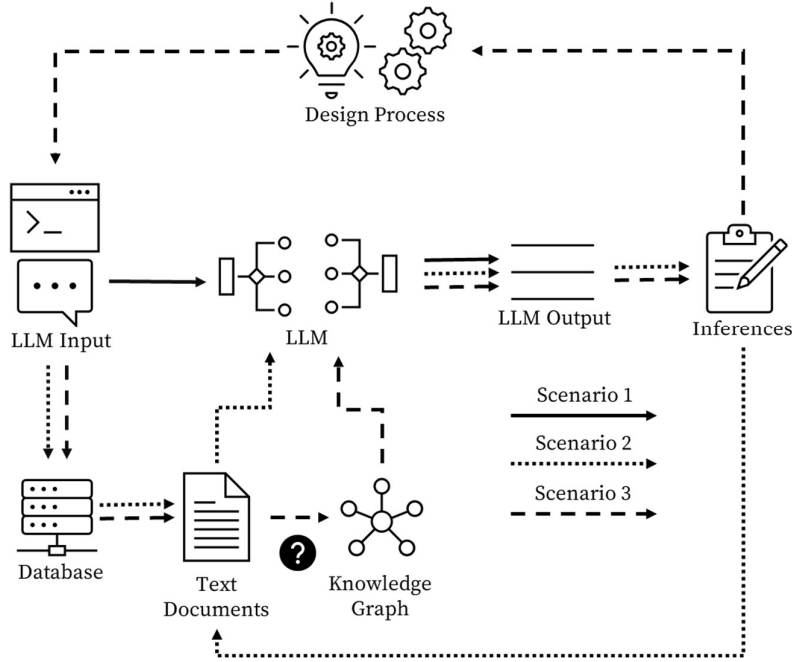 Design Process
LLM Input
LLM
LLM Output
Inferences
Scenario 1
Scenario 2
Scenario 3
Database
Text
Documents
?
Knowledge
Graph